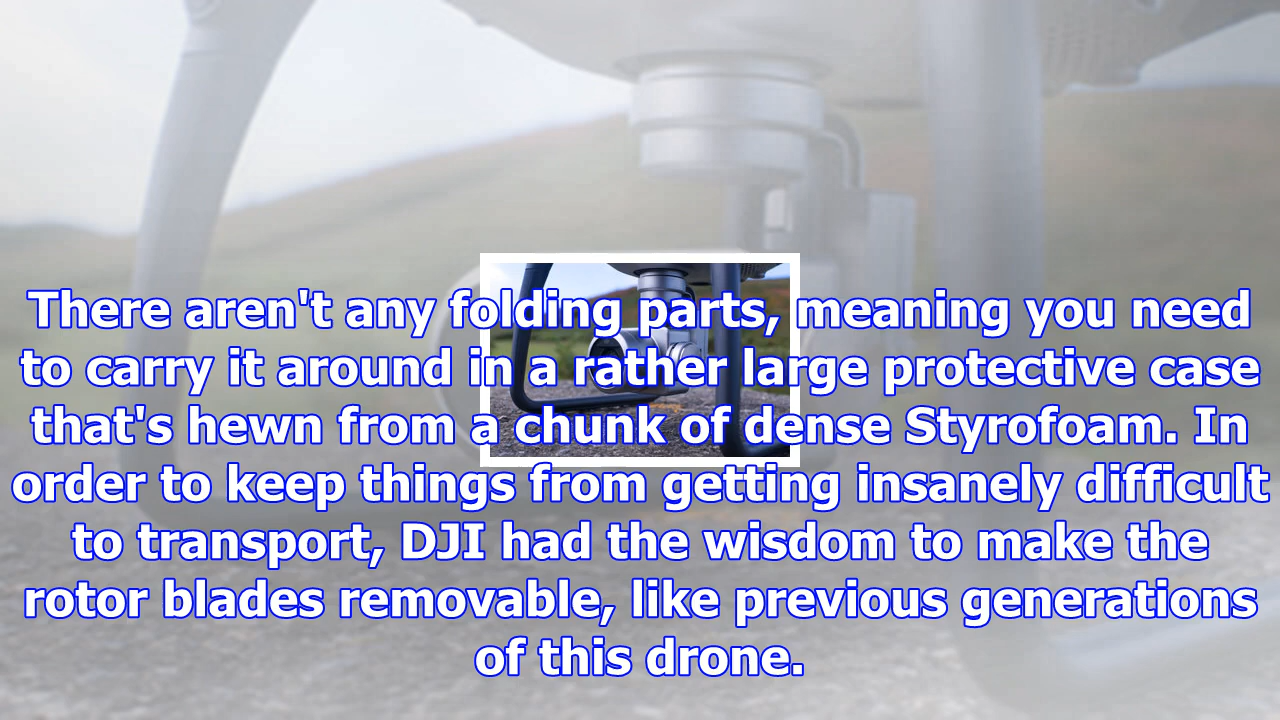 There aren't any folding parts, meaning you need
to carry it around in a rather large protective case
that's hewn from a chunk of dense Styrofoam. In
order to keep things from getting insanely difficult
to transport, DJI had the wisdom to make the
rotor blades removable, like previous generations
of this drone.